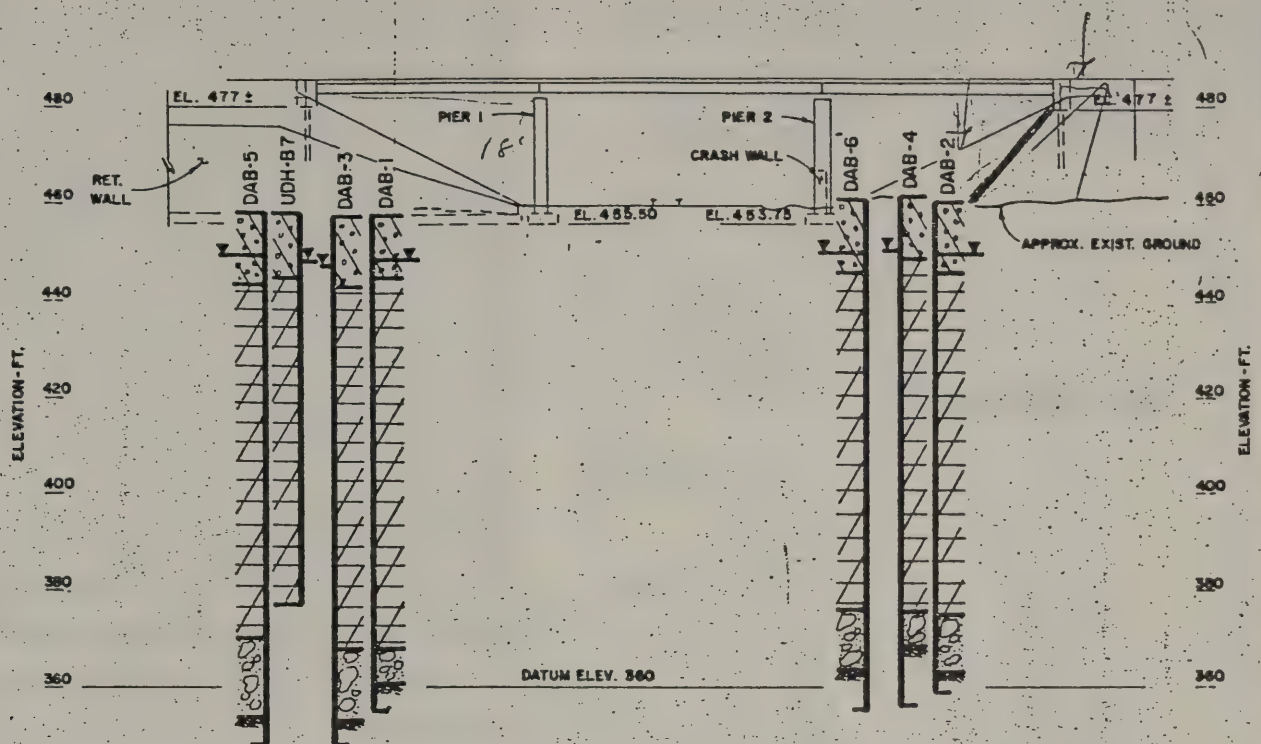 480
EL. 477 ±
PIER 1
18'
PIER 2
CRASH WALL
EL. 477 ±
480
RET. WALL
460
DAB-5
UDH-B7
DAB-3
DAB-1
EL. 455.50
EL. 453.75
DAB-6
DAB-4
DAB-2
460
APPROX. EXIST. GROUND
440
440
ELEVATION - FT.
420
420
ELEVATION - FT.
400
400
380
380
360
DATUM ELEV. 360
360